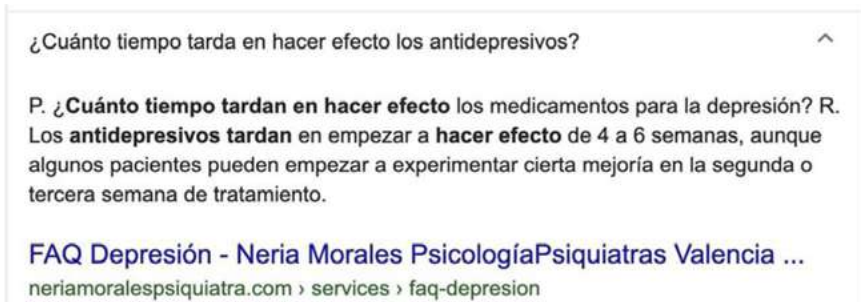 ¿Cuánto tiempo tarda en hacer efecto los antidepresivos?
P. ¿Cuánto tiempo tardan en hacer efecto los medicamentos para la depresión? R.
Los antidepresivos tardan en empezar a hacer efecto de 4 a 6 semanas, aunque
algunos pacientes pueden empezar a experimentar cierta mejoría en la segunda o
tercera semana de tratamiento.
FAQ Depresión - Neria Morales PsicologíaPsiquiatras Valencia ...
neriamoralespsiquiatra.com › services › faq-depresion